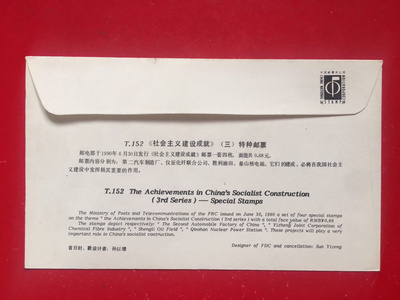 T.152 《社会主义建设成就》 (三) 特种邮票
邮电部于1990年6月30日发行《社会主义建设成就》邮票一套四枚，面值共0.68元。
邮票内容分别为：第二汽车制造厂、仪征化纤联合公司、胜利油田、秦山核电站，它们的建成，必将在我国社会主
义建设中发挥极其重要的作用。
T.152 The Achievements in China's Socialist Construction
(3rd Series) — Special Stamps
The Ministry of Posts and Telecommunications of the PRC issued on June 30, 1990 a set of four special stamps
on the theme " the Achievements in China's Socialist Construction (3rd series) with a total face value of RMB¥0.68
The stamps depict respectively: " The Second Automobile Factory of China ", " Yizheng Joint Corporation of
Chemical Fibre Industry ", " Shengli Oil Field ", " Qinshan Nuclear Power Station ". These projects will play a very
important role in China's socialist construction.
首日封、戳设计者：孙以增
Designer of FDC and cancellation: Sun Yizeng